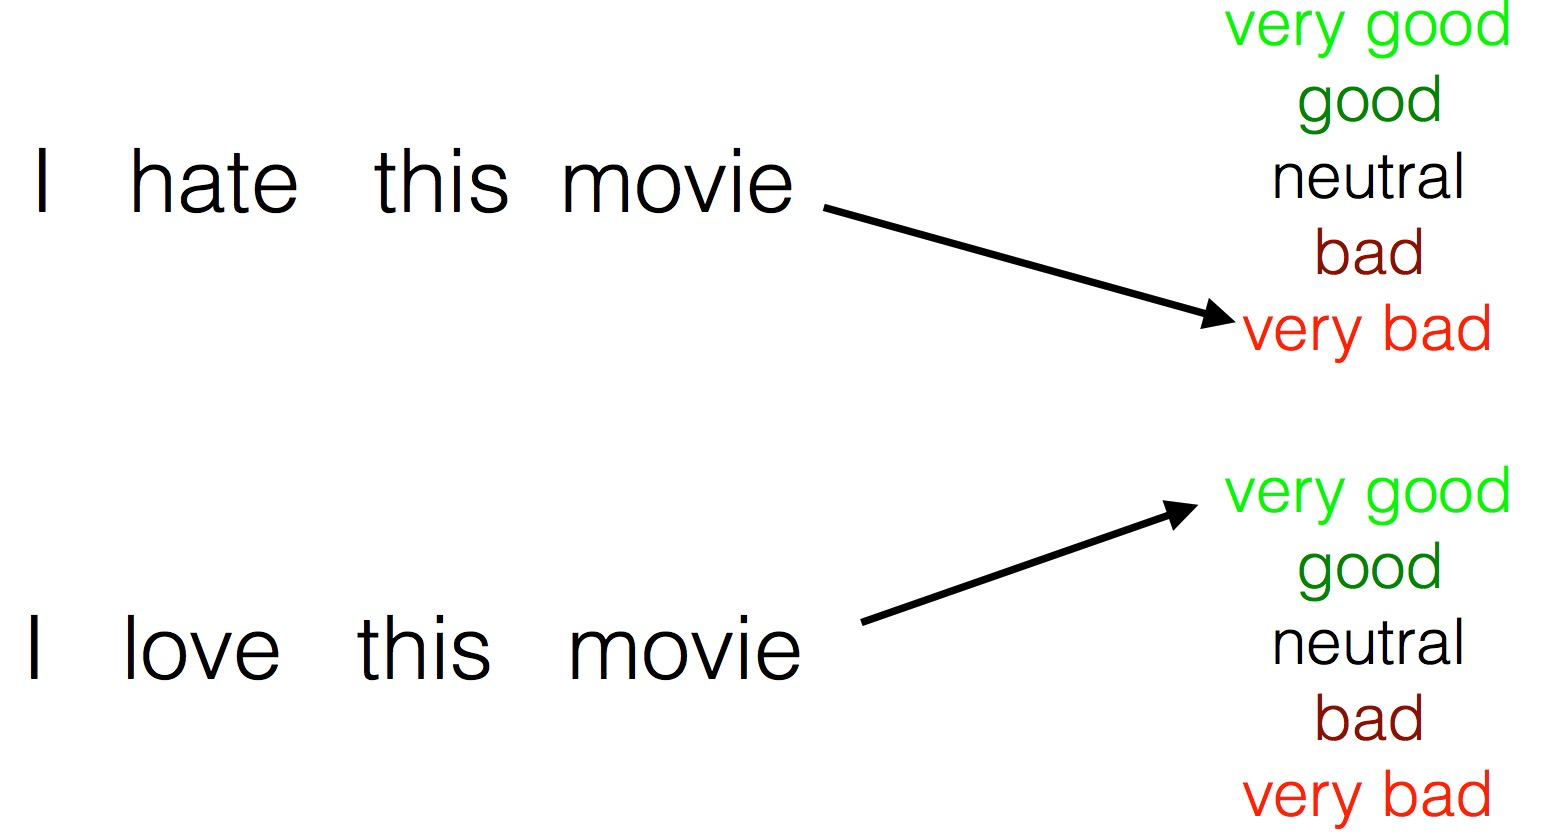 very good
good
I hate this movie
neutral
bad
very bad
very good
good
I love this movie
neutral
bad
very bad